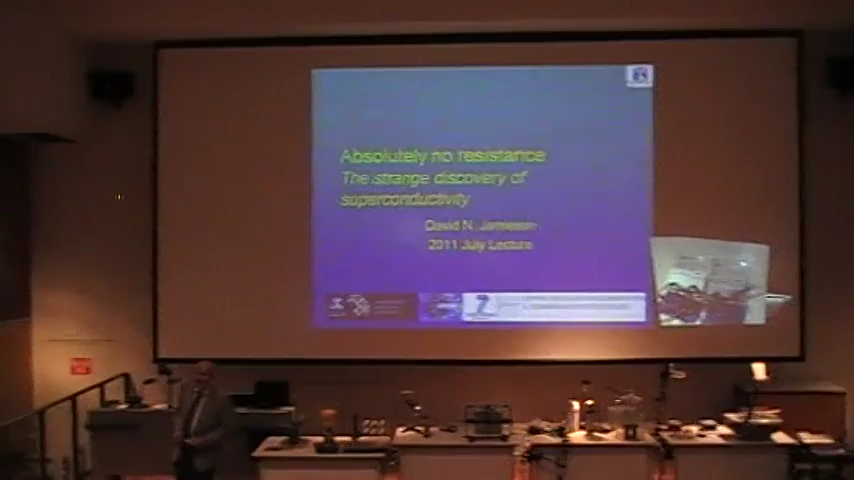 Absolutely no resistance
The strange discovery of
superconductivity
David N. Jamieson
2011 July Lecture